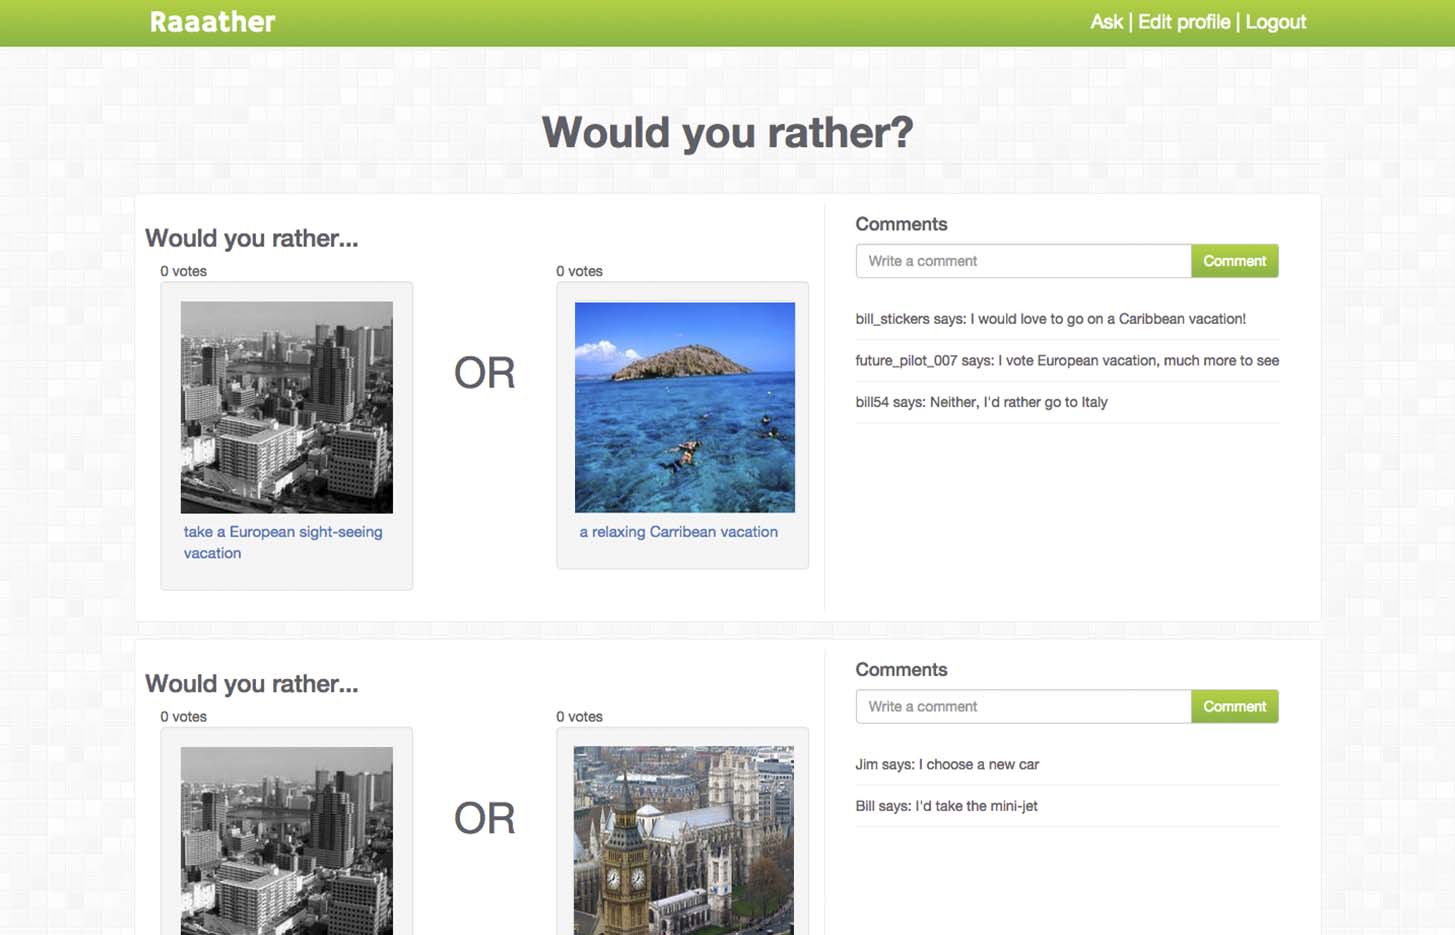 Raaather
Ask | Edit profile | Logout
Would you rather?
Would you rather...
0 votes
take a European sight-seeing
vacation
OR
0 votes
a relaxing Carribean vacation
Comments
Write a comment
Comment
bill_stickers says: I would love to go on a Caribbean vacation!
future_pilot_007 says: I vote European vacation, much more to see
bill54 says: Neither, I'd rather go to Italy
Would you rather...
0 votes
OR
0 votes
Comments
Write a comment
Comment
Jim says: I choose a new car
Bill says: I'd take the mini-jet